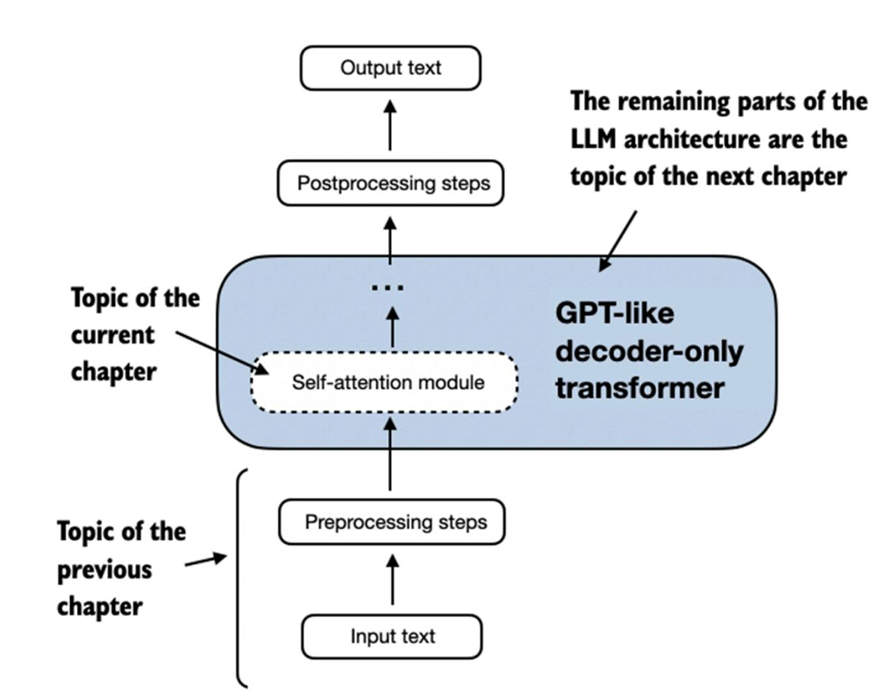 Output text
The remaining parts of the
LLM architecture are the
topic of the next chapter
Postprocessing steps
...
Topic of the
current
chapter
GPT-like
decoder-only
transformer
Self-attention module
Preprocessing steps
Topic of the
previous
chapter
Input text